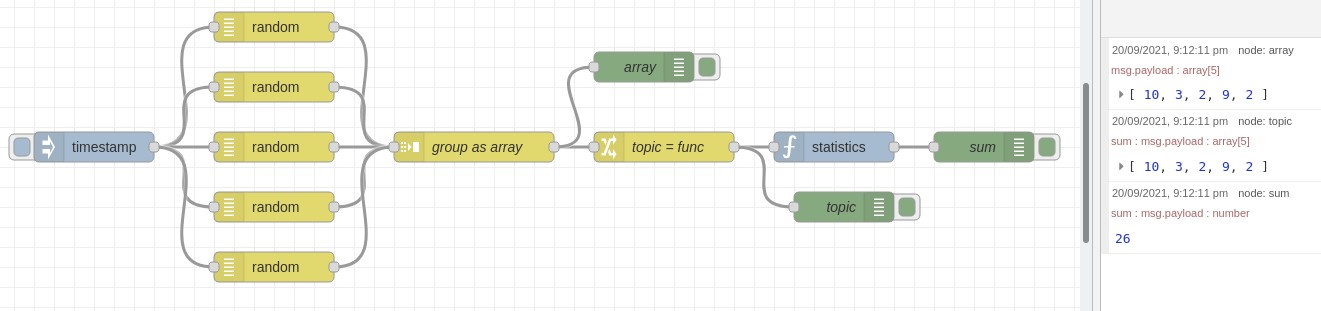 random
random
array
timestamp
random
group as array
topic = func
statistics
sum
random
topic
random
20/09/2021, 9:12:11 pm node: array
msg.payload : array[5]
[ 10, 3, 2, 9, 2 ]
20/09/2021, 9:12:11 pm node: topic
sum : msg.payload : array[5]
[ 10, 3, 2, 9, 2 ]
20/09/2021, 9:12:11 pm node: sum
sum : msg.payload : number
26